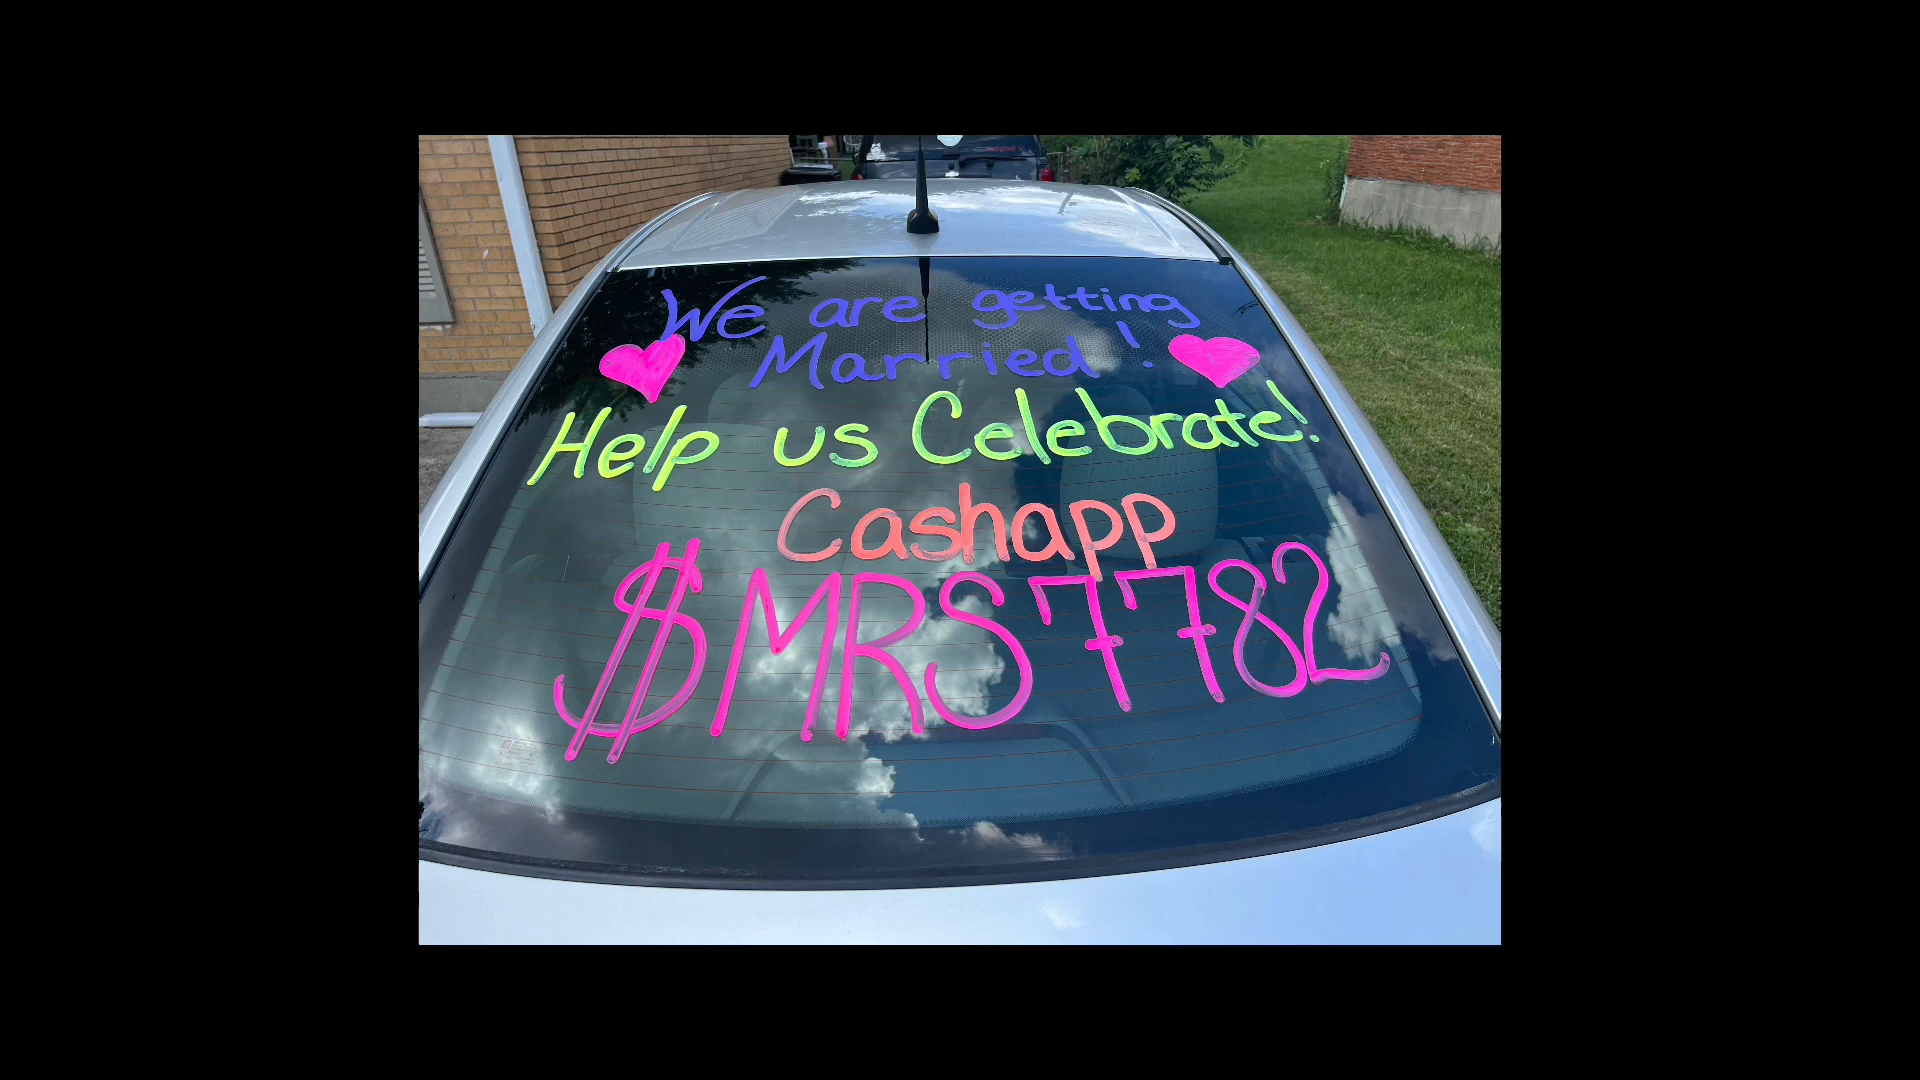 We are getting
Married!
Help us Celebrate!
Cashapp
$MRS7782